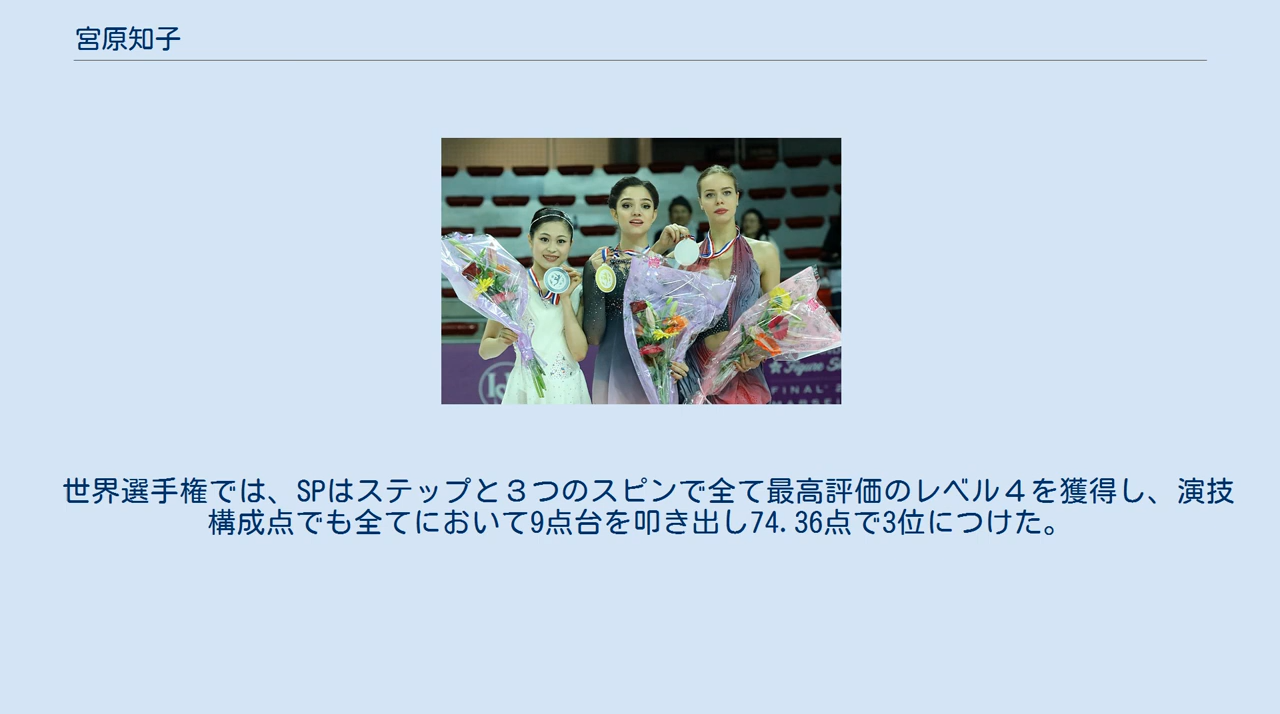 宮原知子
Figure S
FINAL 2
世界選手権では、SPはステップと３つのスピンで全て最高評価のレベル４を獲得し、演技
構成点でも全てにおいて9点台を叩き出し74.36点で3位につけた。